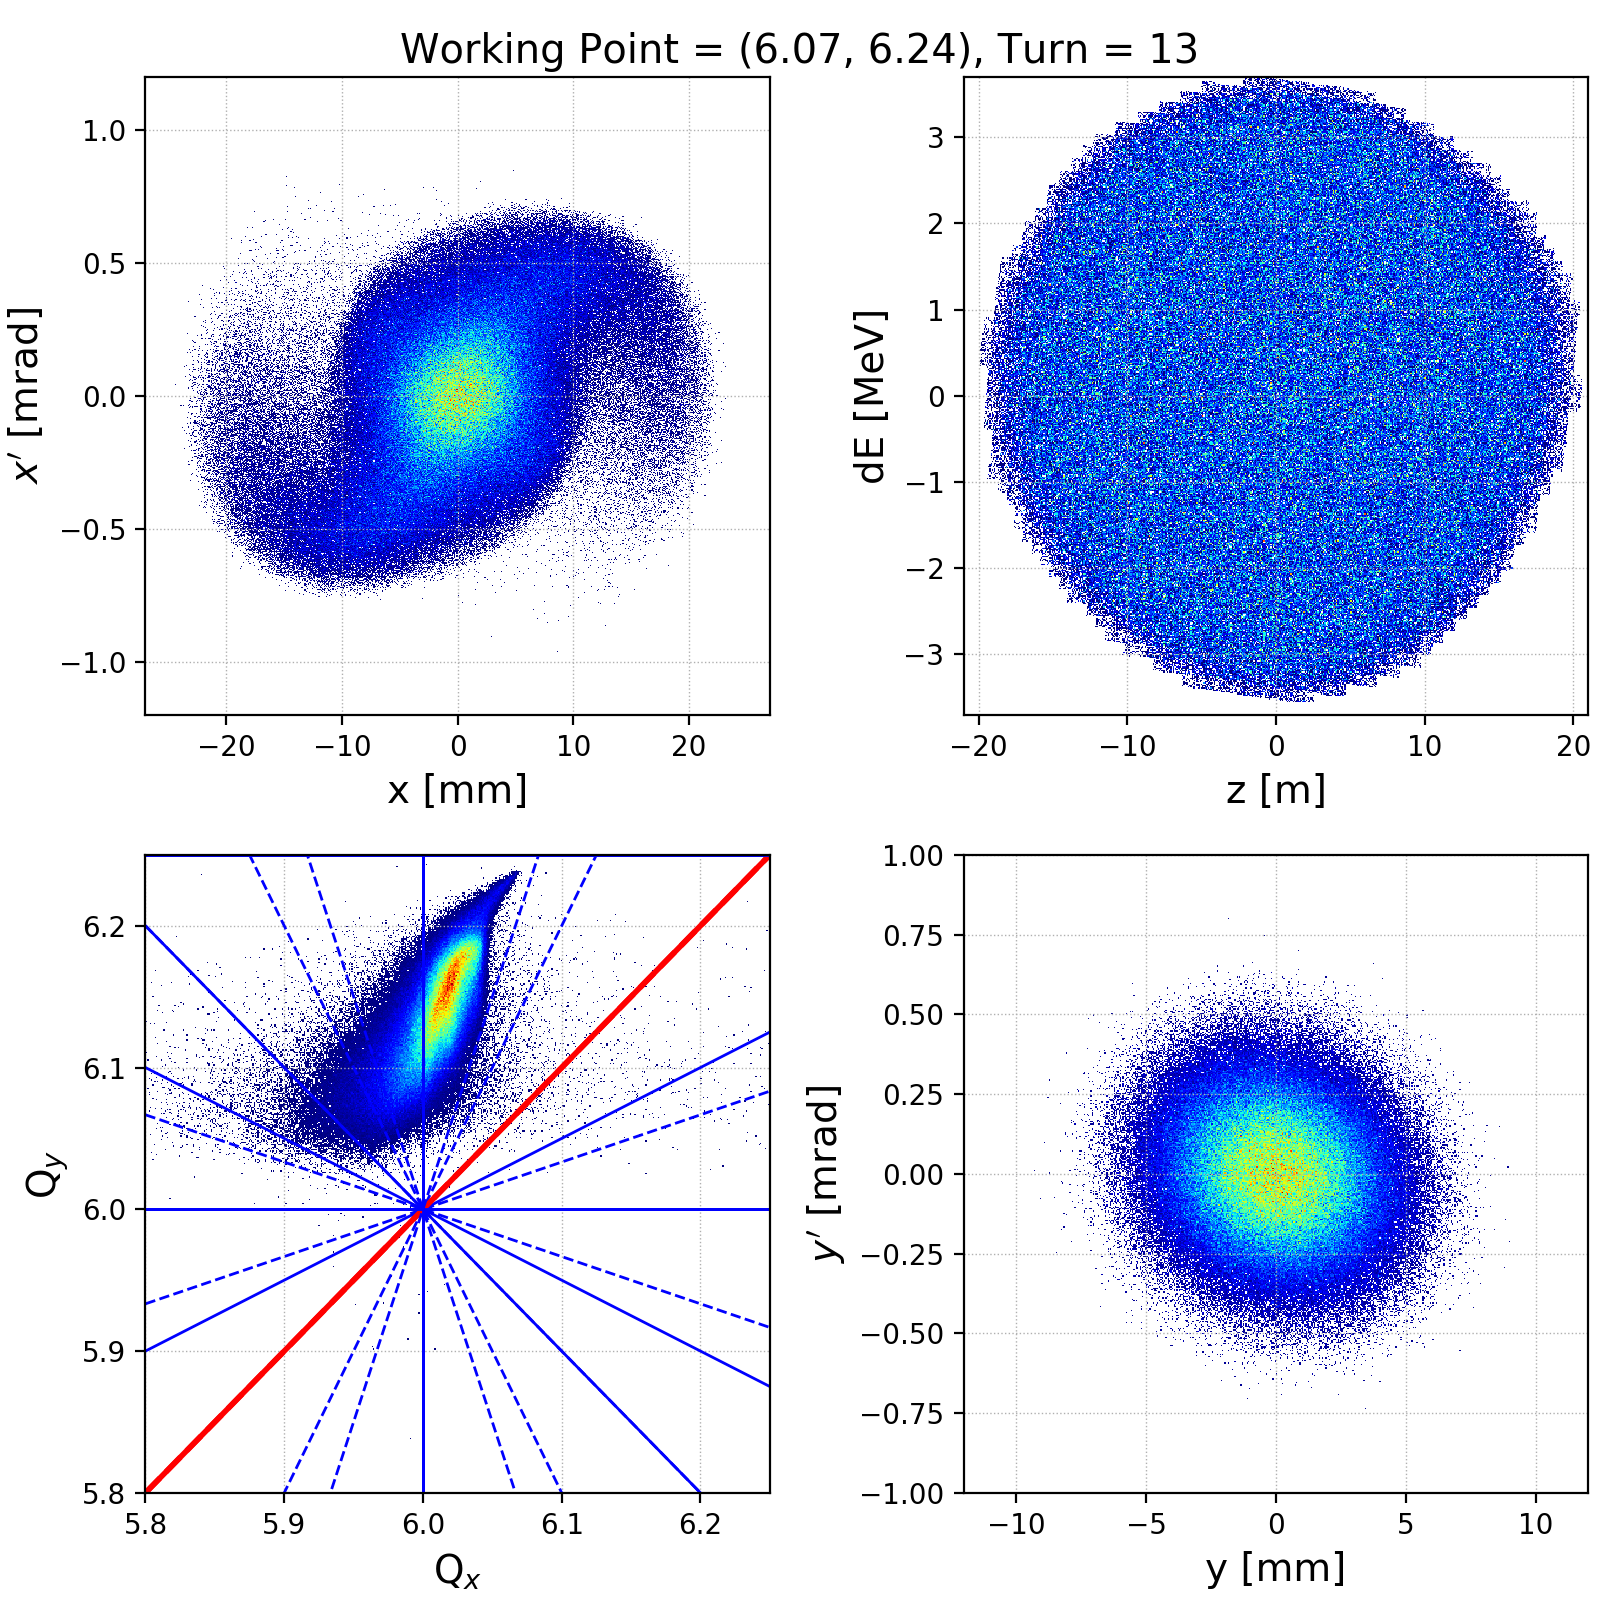 Working Point = (6.07, 6.24), Turn = 13
1.0
0.5
0.0
−0.5
−1.0
x′ [mrad]
−20 −10 0 10 20
x [mm]
3
2
1
0
−1
−2
−3
dE [MeV]
−20 −10 0 10 20
z [m]
6.2
6.1
6.0
5.9
5.8
Qy
5.8 5.9 6.0 6.1 6.2
Qx
1.00
0.75
0.50
0.25
0.00
−0.25
−0.50
−0.75
−1.00
y′ [mrad]
−10 −5 0 5 10
y [mm]